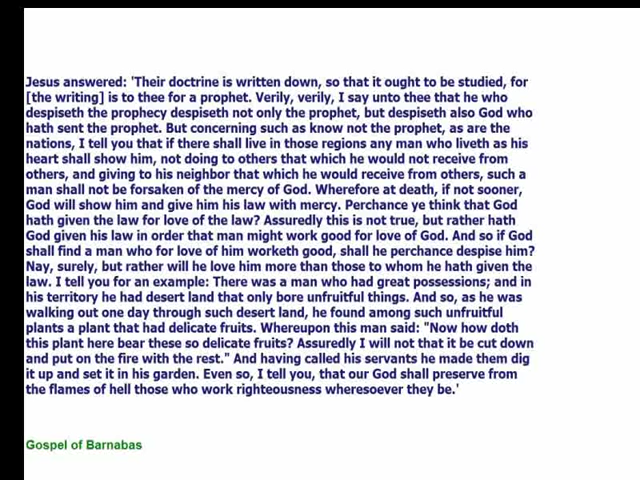 Jesus answered: 'Their doctrine is written down, so that it ought to be studied, for
[the writing] is to thee for a prophet. Verily, verily, I say unto thee that he who
despiseth the prophecy despiseth not only the prophet, but despiseth also God who
hath sent the prophet. But concerning such as know not the prophet, as are the
nations, I tell you that if there shall live in those regions any man who liveth as his
heart shall show him, not doing to others that which he would not receive from
others, and giving to his neighbor that which he would receive from others, such a
man shall not be forsaken of the mercy of God. Wherefore at death, if not sooner,
God will show him and give him his law with mercy. Perchance ye think that God
hath given the law for love of the law? Assuredly this is not true, but rather hath
God given his law in order that man might work good for love of God. And so if God
shall find a man who for love of him worketh good, shall he perchance despise him?
Nay, surely, but rather will he love him more than those to whom he hath given the
law. I tell you for an example: There was a man who had great possessions; and in
his territory he had desert land that only bore unfruitful things. And so, as he was
walking out one day through such desert land, he found among such unfruitful
plants a plant that had delicate fruits. Whereupon this man said: "Now how doth
this plant here bear these so delicate fruits? Assuredly I will not that it be cut down
and put on the fire with the rest." And having called his servants he made them dig
it up and set it in his garden. Even so, I tell you, that our God shall preserve from
the flames of hell those who work righteousness wheresoever they be.'
Gospel of Barnabas